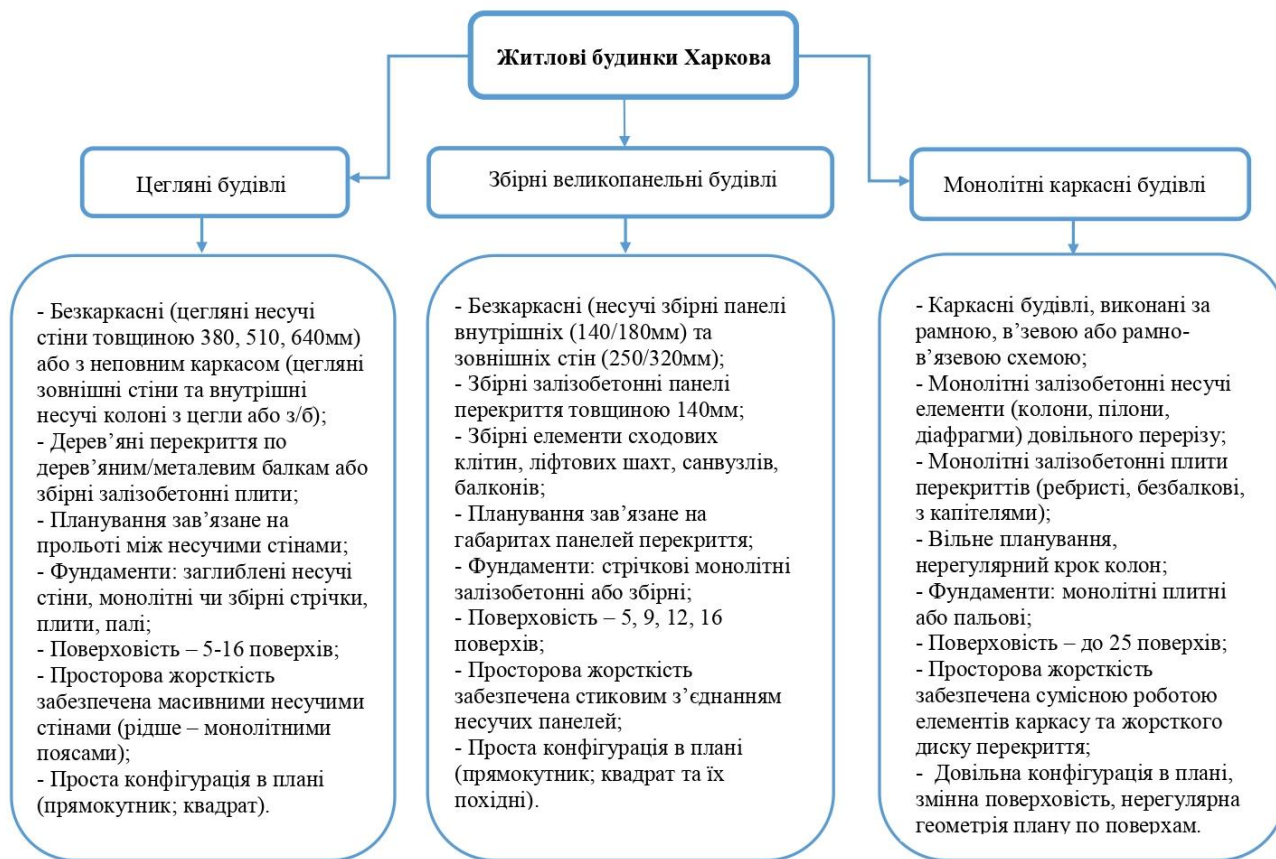 Житлові будинки Харкова
Цегляні будівлі
Збірні великопанельні будівлі
Монолітні каркасні будівлі
- Безкаркасні (цегляні несучі
стіни товщиною 380, 510, 640мм)
або з неповним каркасом (цегляні
зовнішні стіни та внутрішні
несучі колоні з цегли або з/б);
- Дерев’яні перекриття по
дерев’яним/металевим балкам або
збірні залізобетонні плити;
- Планування зав’язане на
прольоті між несучими стінами;
- Фундаменти: заглиблені несучі
стіни, монолітні чи збірні стрічки,
плити, палі;
- Поверховість – 5-16 поверхів;
- Просторова жорсткість
забезпечена масивними несучими
стінами (рідше – монолітними
поясами);
- Проста конфігурація в плані
(прямокутник; квадрат).
- Безкаркасні (несучі збірні панелі
внутрішніх (140/180мм) та
зовнішніх стін (250/320мм);
- Збірні залізобетонні панелі
перекриття товщиною 140мм;
- Збірні елементи сходових
клітин, ліфтових шахт, санвузлів,
балконів;
- Планування зав’язане на
габаритах панелей перекриття;
- Фундаменти: стрічкові монолітні
залізобетонні або збірні;
- Поверховість – 5, 9, 12, 16
поверхів;
- Просторова жорсткість
забезпечена стиковим з’єднанням
несучих панелей;
- Проста конфігурація в плані
(прямокутник; квадрат та їх
похідні).
- Каркасні будівлі, виконані за
рамною, в’зевою або рамно-
в’язевою схемою;
- Монолітні залізобетонні несучі
елементи (колони, пілони,
діафрагми) довільного перерізу;
- Монолітні залізобетонні плити
перекриттів (ребристі, безбалкові,
з капітелями);
- Вільне планування,
нерегулярний крок колон;
- Фундаменти: монолітні плитні
або пальові;
- Поверховість – до 25 поверхів;
- Просторова жорсткість
забезпечена сумісною роботою
елементів каркасу та жорсткого
диску перекриття;
- Довільна конфігурація в плані,
змінна поверховість, нерегулярна
геометрія плану по поверхам.